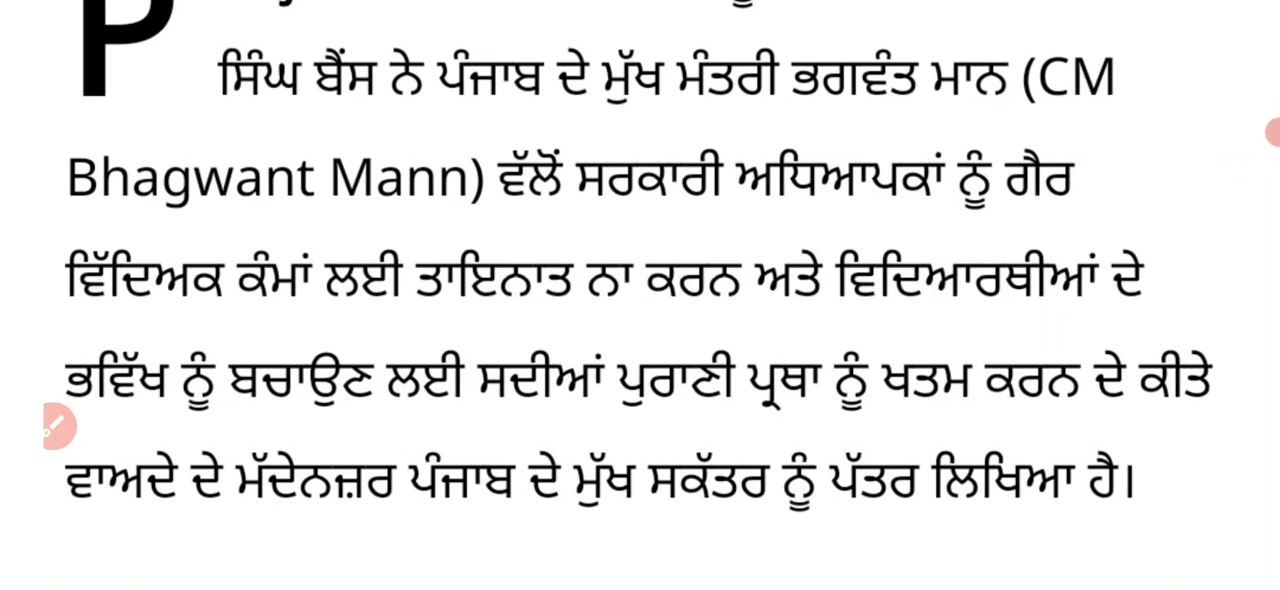 P
ਸਿੰਘ ਬੈਂਸ ਨੇ ਪੰਜਾਬ ਦੇ ਮੁੱਖ ਮੰਤਰੀ ਭਗਵੰਤ ਮਾਨ (CM
Bhagwant Mann) ਵੱਲੋਂ ਸਰਕਾਰੀ ਅਧਿਆਪਕਾਂ ਨੂੰ ਗੈਰ
ਵਿੱਦਿਅਕ ਕੰਮਾਂ ਲਈ ਤਾਇਨਾਤ ਨਾ ਕਰਨ ਅਤੇ ਵਿਦਿਆਰਥੀਆਂ ਦੇ
ਭਵਿੱਖ ਨੂੰ ਬਚਾਉਣ ਲਈ ਸਦੀਆਂ ਪੁਰਾਣੀ ਪ੍ਰਥਾ ਨੂੰ ਖਤਮ ਕਰਨ ਦੇ ਕੀਤੇ
ਵਾਅਦੇ ਦੇ ਮੱਦੇਨਜ਼ਰ ਪੰਜਾਬ ਦੇ ਮੁੱਖ ਸਕੱਤਰ ਨੂੰ ਪੱਤਰ ਲਿਖਿਆ ਹੈ।